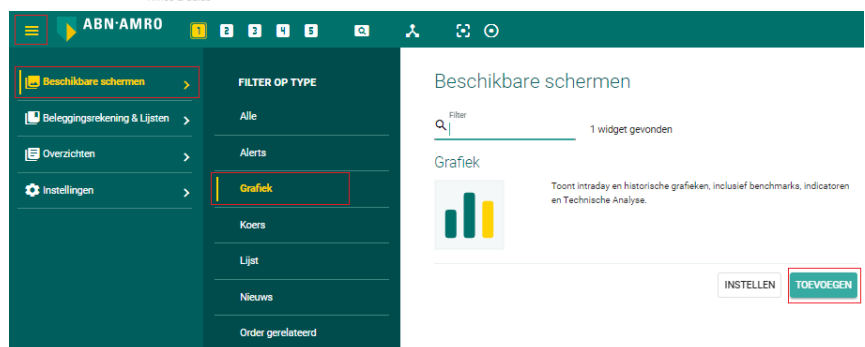 ABN·AMRO
1 2 3 4 5
Beschikbare schermen
Beleggingsrekening & Lijsten
Overzichten
Instellingen
FILTER OP TYPE
Alle
Alerts
Grafiek
Koers
Lijst
Nieuws
Order gerelateerd
Beschikbare schermen
Filter
1 widget gevonden
Grafiek
Toont intraday en historische grafieken, inclusief benchmarks, indicatoren
en Technische Analyse.
INSTELLEN TOEVOEGEN